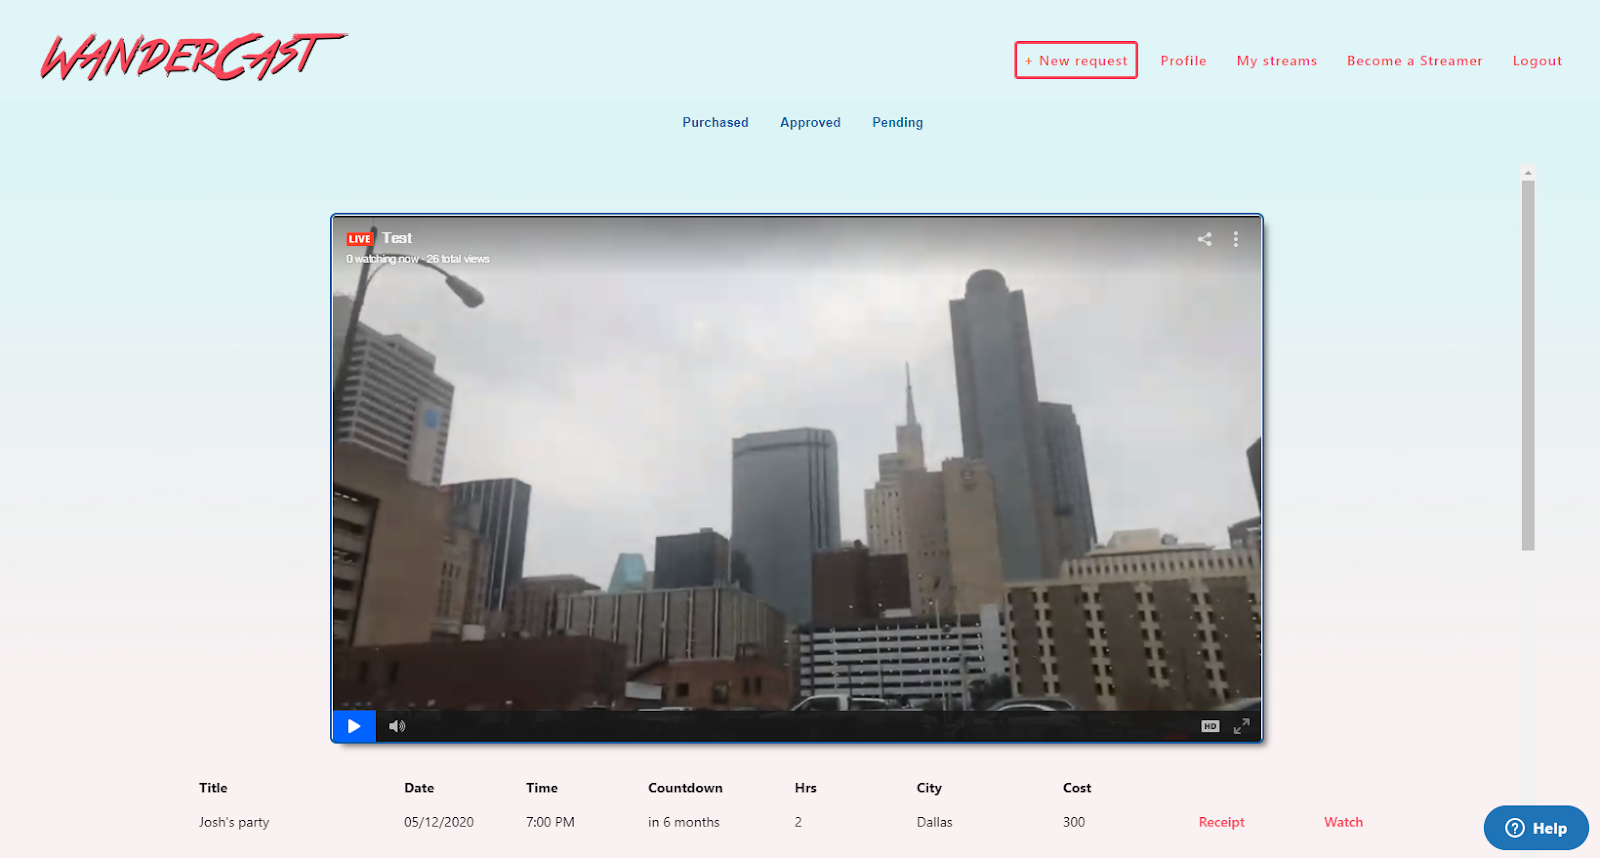 WANDERCAST
+ New request Profile My streams Become a Streamer Logout
Purchased Approved Pending
LIVE Test
0 watching now · 26 total views
HD
Title Date Time Countdown Hrs City Cost
Josh's party 05/12/2020 7:00 PM in 6 months 2 Dallas 300 Receipt Watch
? Help